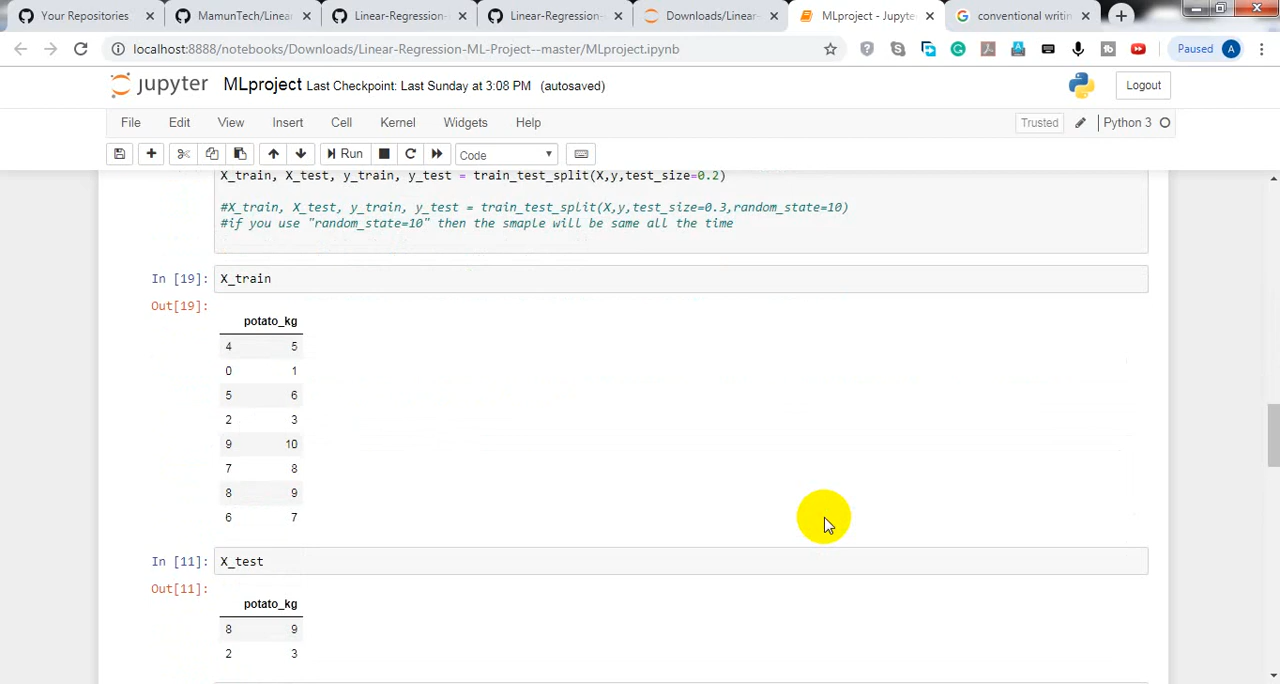 Your Repositories
MamunTech/Linear
Linear-Regression-
Linear-Regression-
Downloads/Linear-
MLproject - Jupyte
conventional writin
localhost:8888/notebooks/Downloads/Linear-Regression-ML-Project--master/MLproject.ipynb
Paused A
jupyter MLproject Last Checkpoint: Last Sunday at 3:08 PM (autosaved)
Logout
File Edit View Insert Cell Kernel Widgets Help
Trusted Python 3
Run Code
X_train, X_test, y_train, y_test = train_test_split(X,y,test_size=0.2)
#X_train, X_test, y_train, y_test = train_test_split(X,y,test_size=0.3,random_state=10)
#if you use "random_state=10" then the smaple will be same all the time
In [19]: X_train
Out[19]:
potato_kg
4 5
0 1
5 6
2 3
9 10
7 8
8 9
6 7
In [11]: X_test
Out[11]:
potato_kg
8 9
2 3